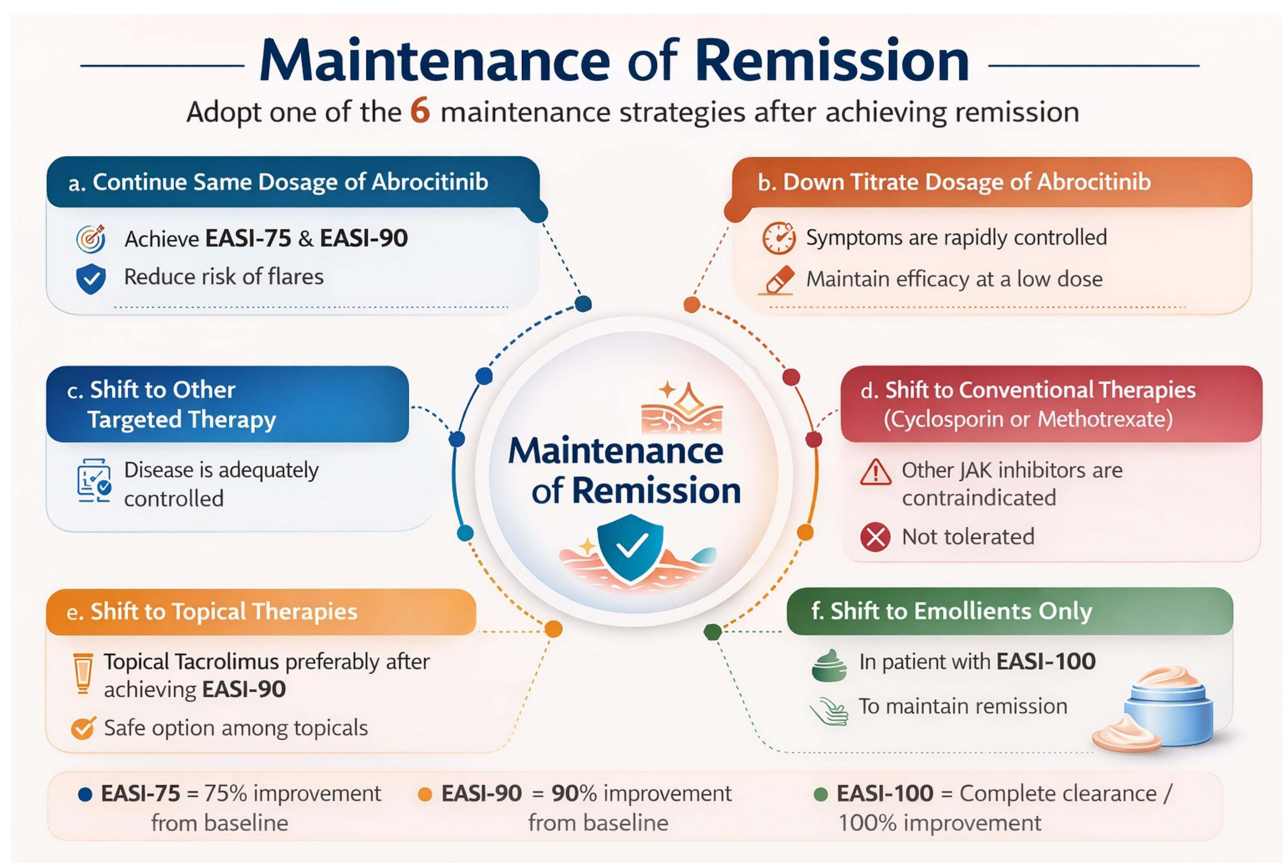 Maintenance of Remission
Adopt one of the 6 maintenance strategies after achieving remission
a. Continue Same Dosage of Abrocitinib
Achieve EASI-75 & EASI-90
Reduce risk of flares
b. Down Titrate Dosage of Abrocitinib
Symptoms are rapidly controlled
Maintain efficacy at a low dose
c. Shift to Other
Targeted Therapy
Disease is adequately
controlled
d. Shift to Conventional Therapies
(Cyclosporin or Methotrexate)
Other JAK inhibitors are
contraindicated
Not tolerated
Maintenance
of Remission
e. Shift to Topical Therapies
Topical Tacrolimus preferably after
achieving EASI-90
Safe option among topicals
f. Shift to Emollients Only
In patient with EASI-100
To maintain remission
EASI-75 = 75% improvement
from baseline
EASI-90 = 90% improvement
from baseline
EASI-100 = Complete clearance /
100% improvement